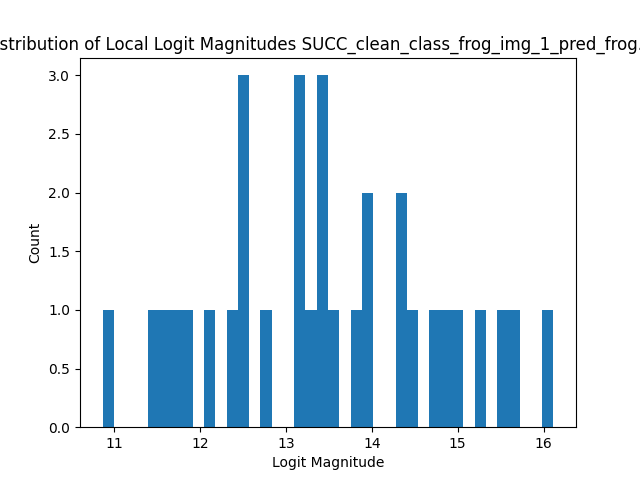 stribution of Local Logit Magnitudes SUCC_clean_class_frog_img_1_pred_frog.
3.0
2.5
2.0
1.5
1.0
0.5
0.0
Count
11 12 13 14 15 16
Logit Magnitude